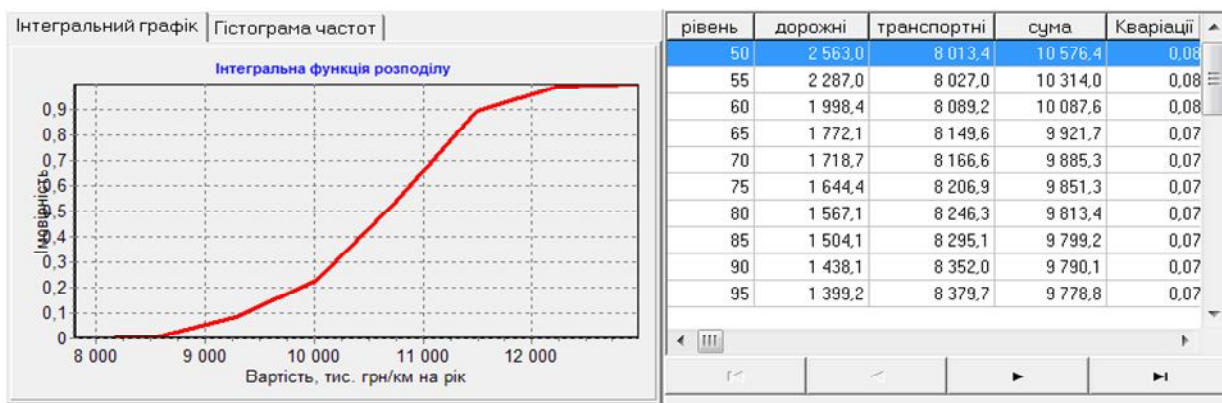 Інтегральний графік Гістограма частот
Інтегральна функція розподілу
Імовірність
0,9
0,8
0,7
0,6
0,5
0,4
0,3
0,2
0,1
0
8 000 9 000 10 000 11 000 12 000
Вартість, тис. грн/км на рік
рівень дорожні транспортні сума Кваріації
50 2 563,0 8 013,4 10 576,4 0,08
55 2 287,0 8 027,0 10 314,0 0,08
60 1 998,4 8 089,2 10 087,6 0,08
65 1 772,1 8 149,6 9 921,7 0,07
70 1 718,7 8 166,6 9 885,3 0,07
75 1 644,4 8 206,9 9 851,3 0,07
80 1 567,1 8 246,3 9 813,4 0,07
85 1 504,1 8 295,1 9 799,2 0,07
90 1 438,1 8 352,0 9 790,1 0,07
95 1 399,2 8 379,7 9 778,8 0,07